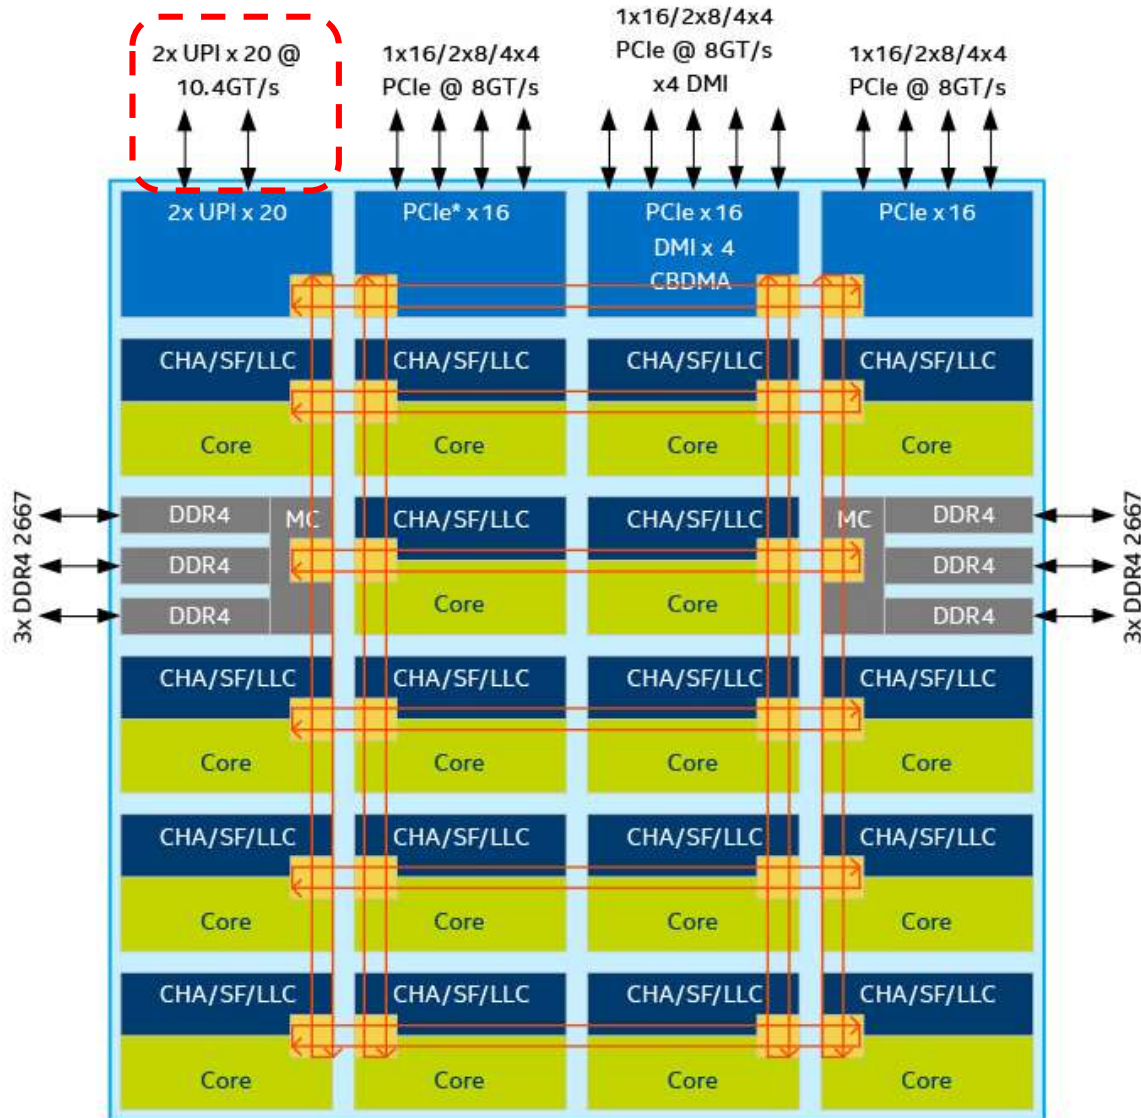 2x UPI x 20 @
10.4GT/s
1x16/2x8/4x4
PCIe @ 8GT/s
1x16/2x8/4x4
PCIe @ 8GT/s
x4 DMI
1x16/2x8/4x4
PCIe @ 8GT/s
2x UPI x 20
PCIe* x 16
PCIe x 16
DMI x 4
CBDMA
PCIe x 16
CHA/SF/LLC
CHA/SF/LLC
CHA/SF/LLC
CHA/SF/LLC
Core
Core
Core
Core
3x DDR4 2667
DDR4
DDR4
DDR4
MC
CHA/SF/LLC
CHA/SF/LLC
Core
Core
MC
DDR4
DDR4
DDR4
3x DDR4 2667
CHA/SF/LLC
CHA/SF/LLC
CHA/SF/LLC
CHA/SF/LLC
Core
Core
Core
Core
CHA/SF/LLC
CHA/SF/LLC
CHA/SF/LLC
CHA/SF/LLC
Core
Core
Core
Core
CHA/SF/LLC
CHA/SF/LLC
CHA/SF/LLC
CHA/SF/LLC
Core
Core
Core
Core